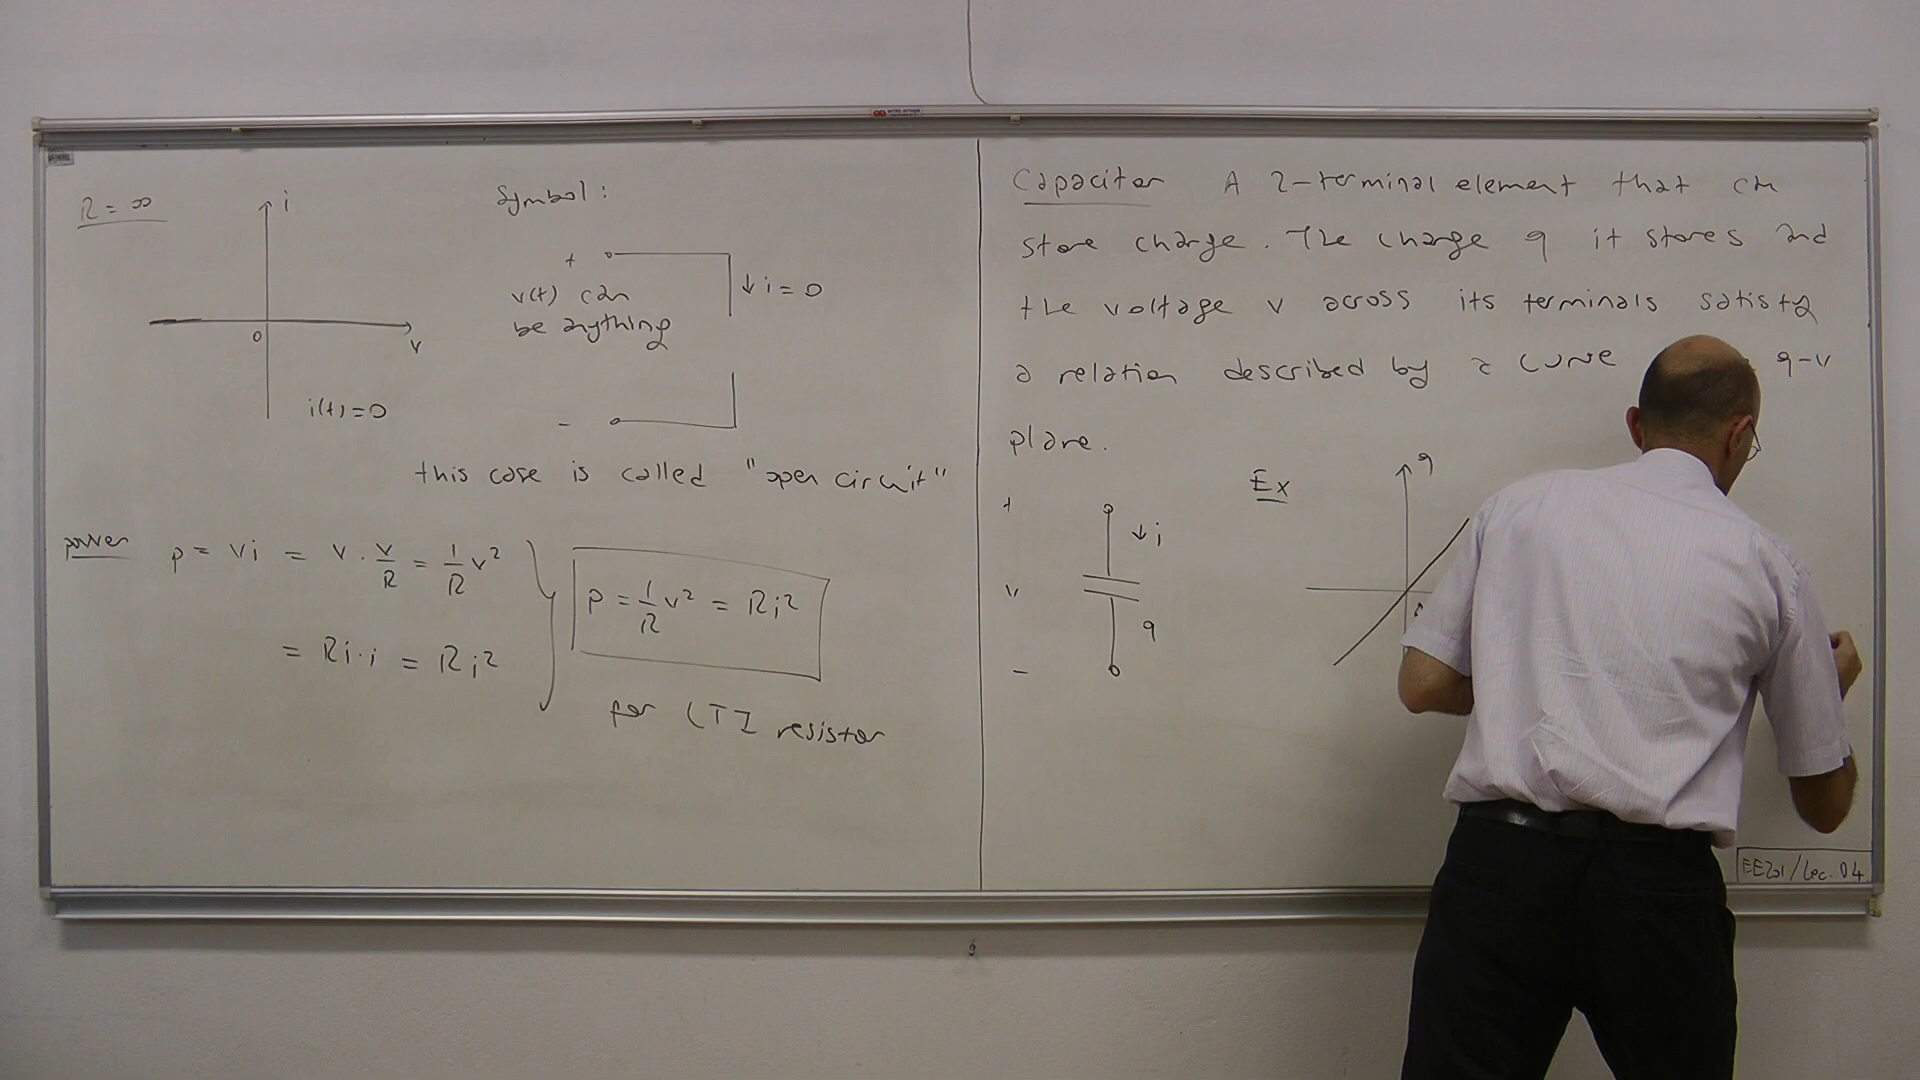 R = ∞
i
v
0
i(t) = 0
Symbol:
+
v(t) can
be anything
↓ i = 0
-
this case is called "open circuit"
power p = vi = v · v/R = 1/R v²
= Ri·i = Ri²
p = 1/R v² = Ri²
for LTI resistor
Capacitor A 2-terminal element that can
store charge. The charge q it stores and
the voltage v across its terminals satisfy
a relation described by a curve q-v
plane.
+
v
-
↓ i
q
Ex
q
EE201/Lec. 04